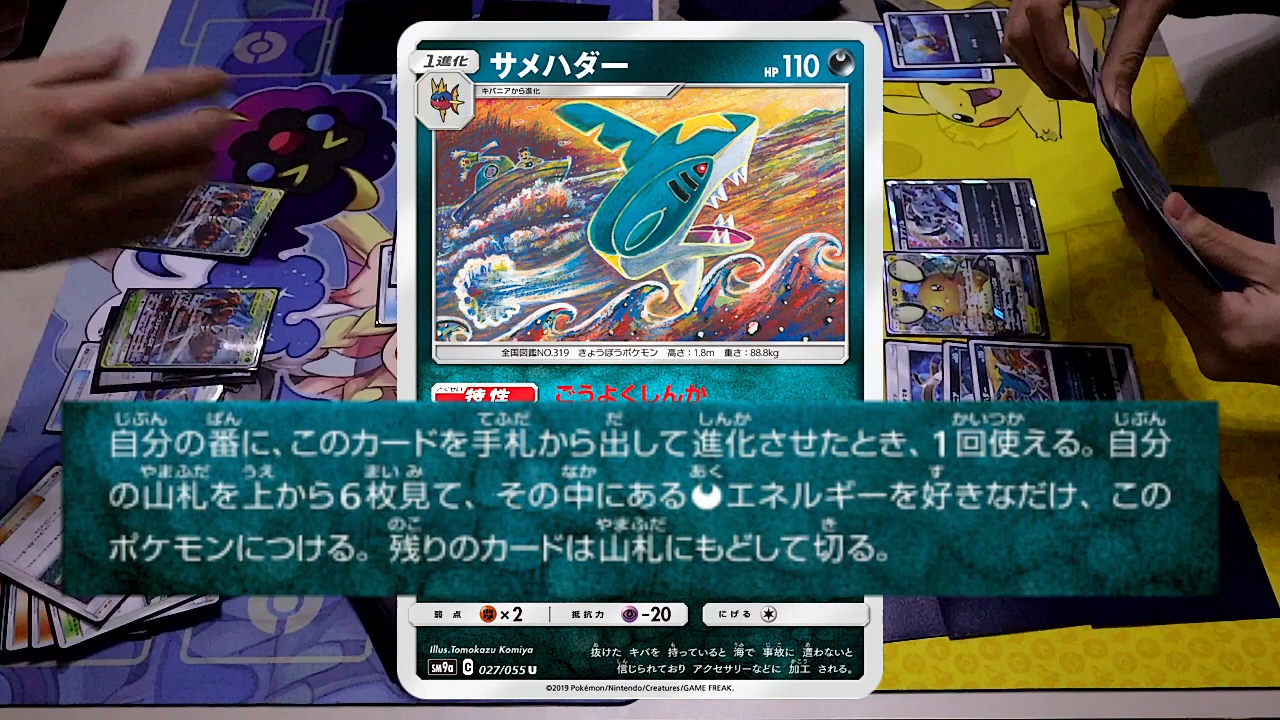 1進化 サメハダー HP 110
キバニアから進化
全国図鑑NO.319 きょうぼうポケモン 高さ：1.8m 重さ：88.8kg
特性 ごうよくしんか
自分の番に、このカードを手札から出して進化させたとき、1回使える。自分
の山札を上から6枚見て、その中にある エネルギーを好きなだけ、この
ポケモンにつける。残りのカードは山札にもどして切る。
弱点 ×2 抵抗力 -20 にげる
Illus.Tomokazu Komiya
抜けた キバを 持っていると 海で 事故に 遭わないと
信じられており アクセサリーなどに 加工 される。
SM9a C 027/055 U
©2019 Pokémon/Nintendo/Creatures/GAME FREAK.